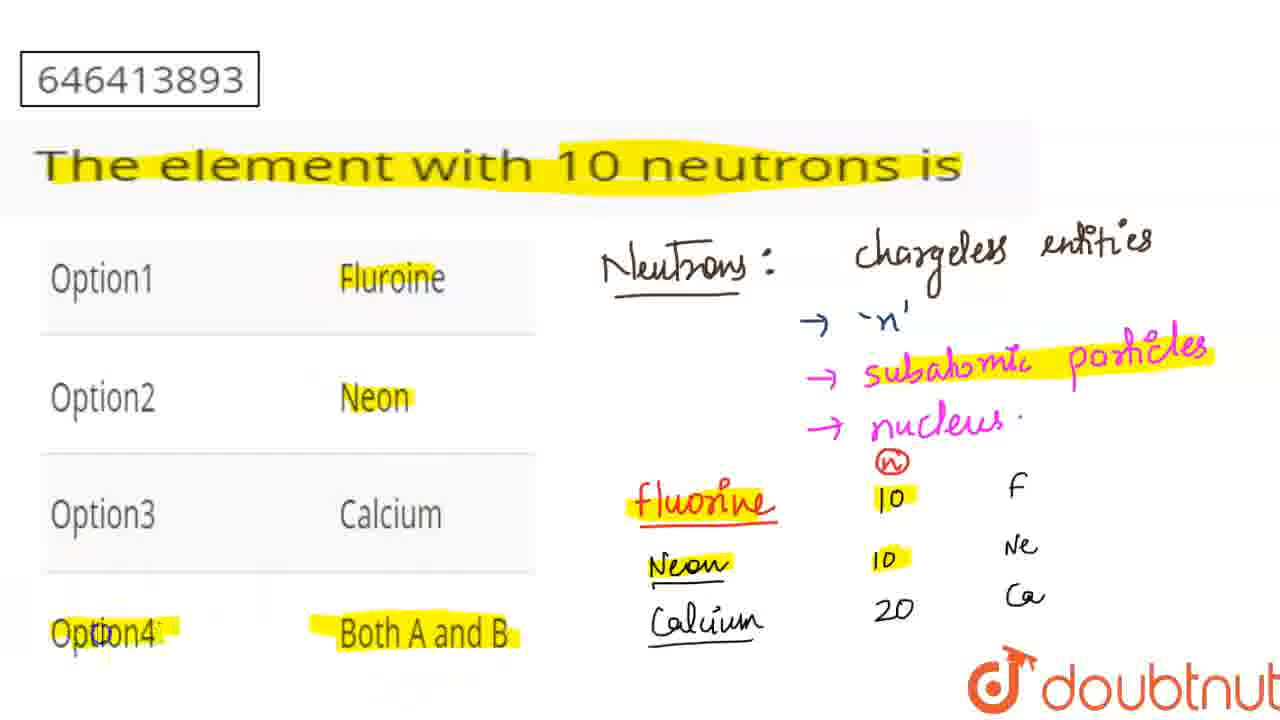 646413893
The element with 10 neutrons is
Option1 Fluroine
Option2 Neon
Option3 Calcium
Option4 Both A and B
Neutrons : chargeless entities
→ 'n'
→ subatomic particles
→ nucleus.
n
fluorine 10 F
Neon 10 Ne
Calcium 20 Ca
doubtnut